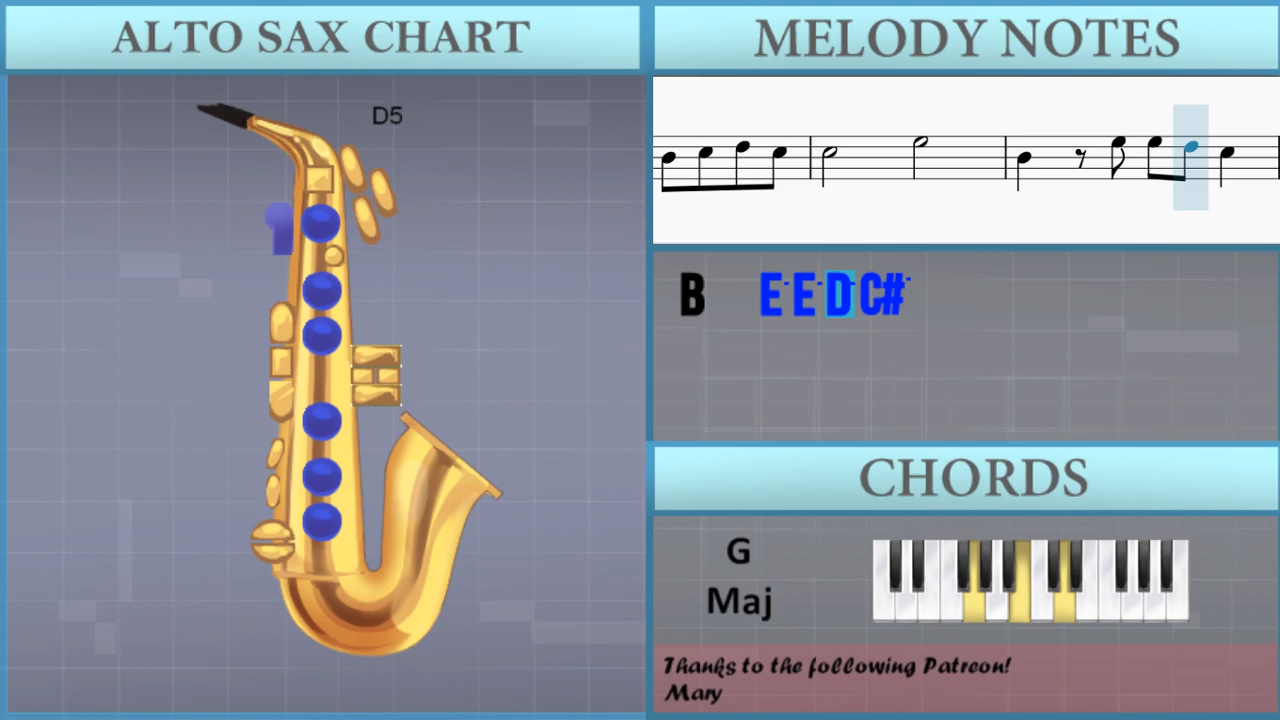 ALTO SAX CHART
D5
MELODY NOTES
B E- E- D- C#-
CHORDS
G
Maj
Thanks to the following Patreon!
Mary